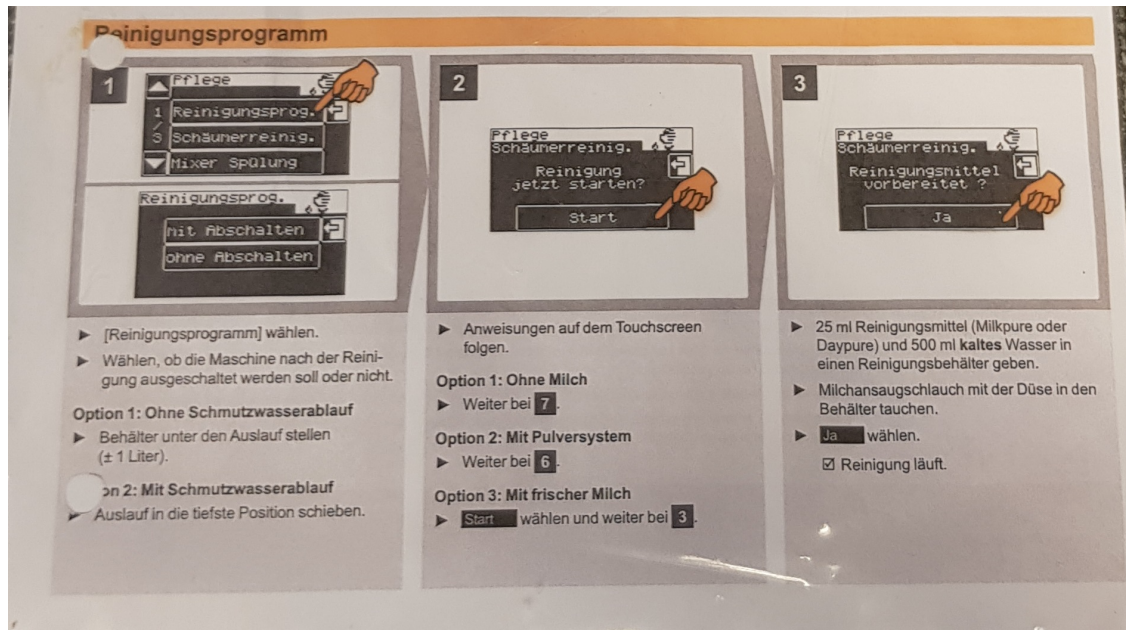 Reinigungsprogramm
1
Pflege
1 Reinigungsprog.
/
3 Schäumerreinig.
Mixer Spülung
Reinigungsprog.
mit Abschalten
ohne Abschalten
► [Reinigungsprogramm] wählen.
► Wählen, ob die Maschine nach der Reini-
gung ausgeschaltet werden soll oder nicht.
Option 1: Ohne Schmutzwasserablauf
► Behälter unter den Auslauf stellen
(± 1 Liter).
on 2: Mit Schmutzwasserablauf
► Auslauf in die tiefste Position schieben.
2
Pflege
Schäumerreinig.
Reinigung
jetzt starten?
Start
► Anweisungen auf dem Touchscreen
folgen.
Option 1: Ohne Milch
► Weiter bei 7.
Option 2: Mit Pulversystem
► Weiter bei 6.
Option 3: Mit frischer Milch
► Start wählen und weiter bei 3.
3
Pflege
Schäumerreinig.
Reinigungsmittel
vorbereitet ?
Ja
► 25 ml Reinigungsmittel (Milkpure oder
Daypure) und 500 ml kaltes Wasser in
einen Reinigungsbehälter geben.
► Milchansaugschlauch mit der Düse in den
Behälter tauchen.
► Ja wählen.
☑ Reinigung läuft.